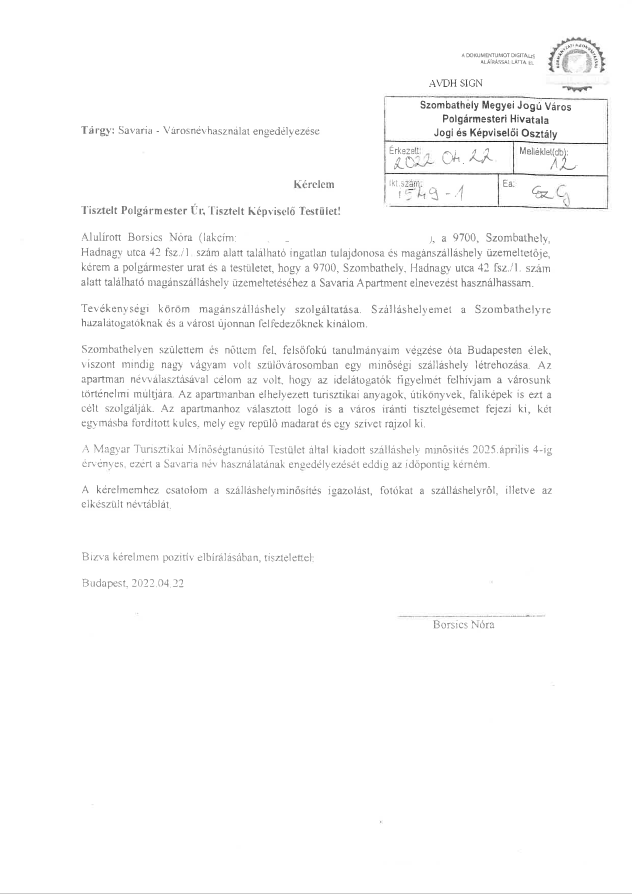 A DOKUMENTUMOT DIGITÁLIS
ALÁÍRÁSSAL LÁTTA EL
AVDH SIGN
Szombathely Megyei Jogú Város
Polgármesteri Hivatala
Jogi és Képviselői Osztály
Érkezett: 2022 04. 22
Melléklet(db): 12
Ikt.szám: 1549-1
Ea:
Tárgy: Savaria - Városnévhasználat engedélyezése
Kérelem
Tisztelt Polgármester Úr, Tisztelt Képviselő Testület!
Alulírott Borsics Nóra (lakcím: ), a 9700, Szombathely,
Hadnagy utca 42 fsz./1. szám alatt található ingatlan tulajdonosa és magánszálláshely üzemeltetője,
kérem a polgármester urat és a testületet, hogy a 9700, Szombathely, Hadnagy utca 42 fsz./1. szám
alatt található magánszálláshely üzemeltetéséhez a Savaria Apartment elnevezést használhassam.
Tevékenységi köröm magánszálláshely szolgáltatása. Szálláshelyemet a Szombathelyre
hazalátogatóknak és a várost újonnan felfedezőknek kínálom.
Szombathelyen születtem és nőttem fel, felsőfokú tanulmányaim végzése óta Budapesten élek,
viszont mindig nagy vágyam volt szülővárosomban egy minőségi szálláshely létrehozása. Az
apartman névválasztásával célom az volt, hogy az idelátogatók figyelmét felhívjam a városunk
történelmi múltjára. Az apartmanban elhelyezett turisztikai anyagok, útikönyvek, faliképek is ezt a
célt szolgálják. Az apartmanhoz választott logó is a város iránti tisztelgésemet fejezi ki, két
egymásba fordított kulcs, mely egy repülő madarat és egy szívet rajzol ki.
A Magyar Turisztikai Minőségtanúsító Testület által kiadott szálláshely minősítés 2025.április 4-ig
érvényes, ezért a Savaria név használatának engedélyezését eddig az időpontig kérném.
A kérelmemhez csatolom a szálláshelyminősítés igazolást, fotókat a szálláshelyről, illetve az
elkészült névtáblát.
Bízva kérelmem pozitív elbírálásában, tisztelettel:
Budapest, 2022.04.22
Borsics Nóra